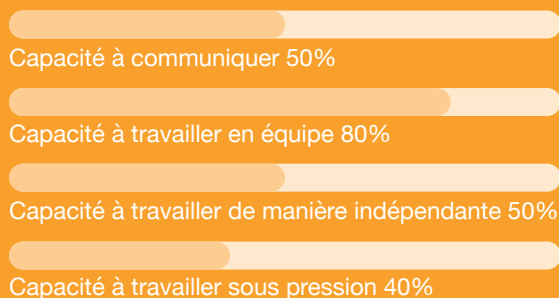 Capacité à communiquer 50%
Capacité à travailler en équipe 80%
Capacité à travailler de manière indépendante 50%
Capacité à travailler sous pression 40%